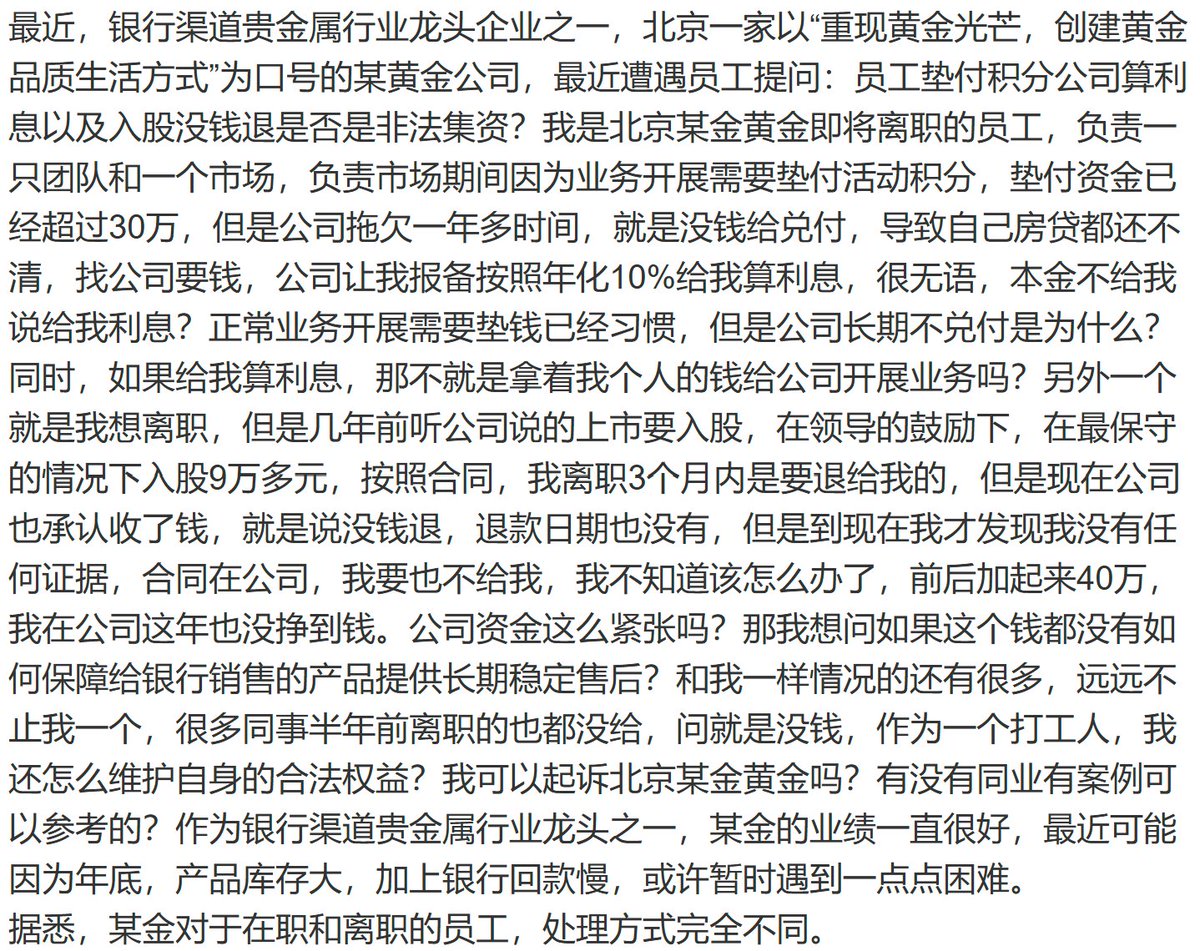 最近，银行渠道贵金属行业龙头企业之一，北京一家以“重现黄金光芒，创建黄金
品质生活方式”为口号的某黄金公司，最近遭遇员工提问：员工垫付积分公司算利
息以及入股没钱退是否是非法集资？我是北京某金黄金即将离职的员工，负责一
只团队和一个市场，负责市场期间因为业务开展需要垫付活动积分，垫付资金已
经超过30万，但是公司拖欠一年多时间，就是没钱给兑付，导致自己房贷都还不
清，找公司要钱，公司让我报备按照年化10%给我算利息，很无语，本金不给我
说给我利息？正常业务开展需要垫钱已经习惯，但是公司长期不兑付是为什么？
同时，如果给我算利息，那不就是拿着我个人的钱给公司开展业务吗？另外一个
就是我想离职，但是几年前听公司说的上市要入股，在领导的鼓励下，在最保守
的情况下入股9万多元，按照合同，我离职3个月内是要退给我的，但是现在公司
也承认收了钱，就是说没钱退，退款日期也没有，但是到现在我才发现我没有任
何证据，合同在公司，我要也不给我，我不知道该怎么办了，前后加起来40万，
我在公司这年也没挣到钱。公司资金这么紧张吗？那我想问如果这个钱都没有如
何保障给银行销售的产品提供长期稳定售后？和我一样情况的还有很多，远远不
止我一个，很多同事半年前离职的也都没给，问就是没钱，作为一个打工人，我
还怎么维护自身的合法权益？我可以起诉北京某金黄金吗？有没有同业有案例可
以参考的？作为银行渠道贵金属行业龙头之一，某金的业绩一直很好，最近可能
因为年底，产品库存大，加上银行回款慢，或许暂时遇到一点点困难。
据悉，某金对于在职和离职的员工，处理方式完全不同。